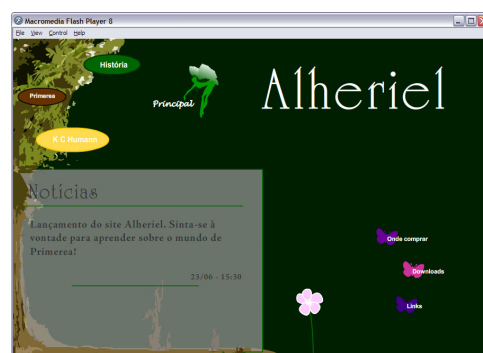 Macromedia Flash Player 8
File View Control Help
História
Primerea
K C Humann
Principal
Alheriel
Notícias
Lançamento do site Alheriel. Sinta-se à
vontade para aprender sobre o mundo de
Primerea!
23/06 - 15:30
Onde comprar
Downloads
Links